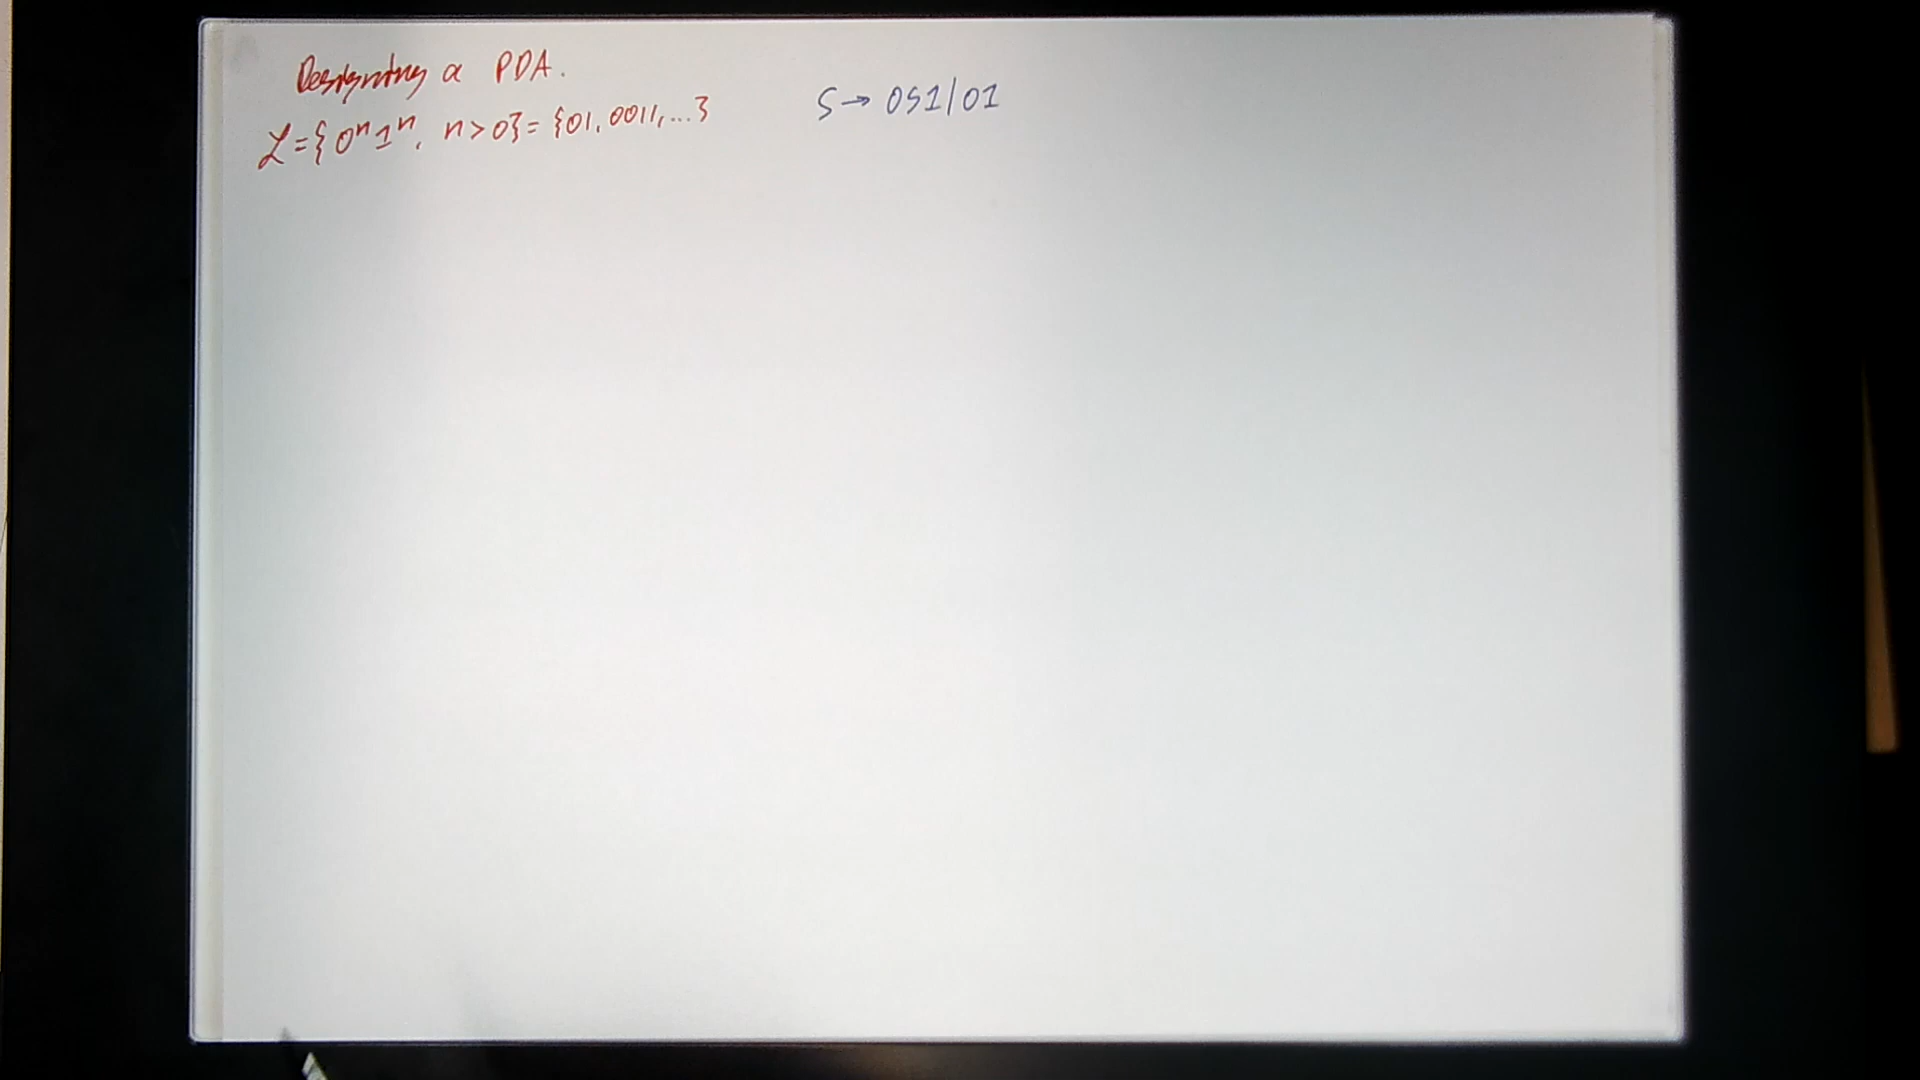 Designing a PDA.
L={0ⁿ1ⁿ, n>0}={01,0011,...}
S→0S1/01